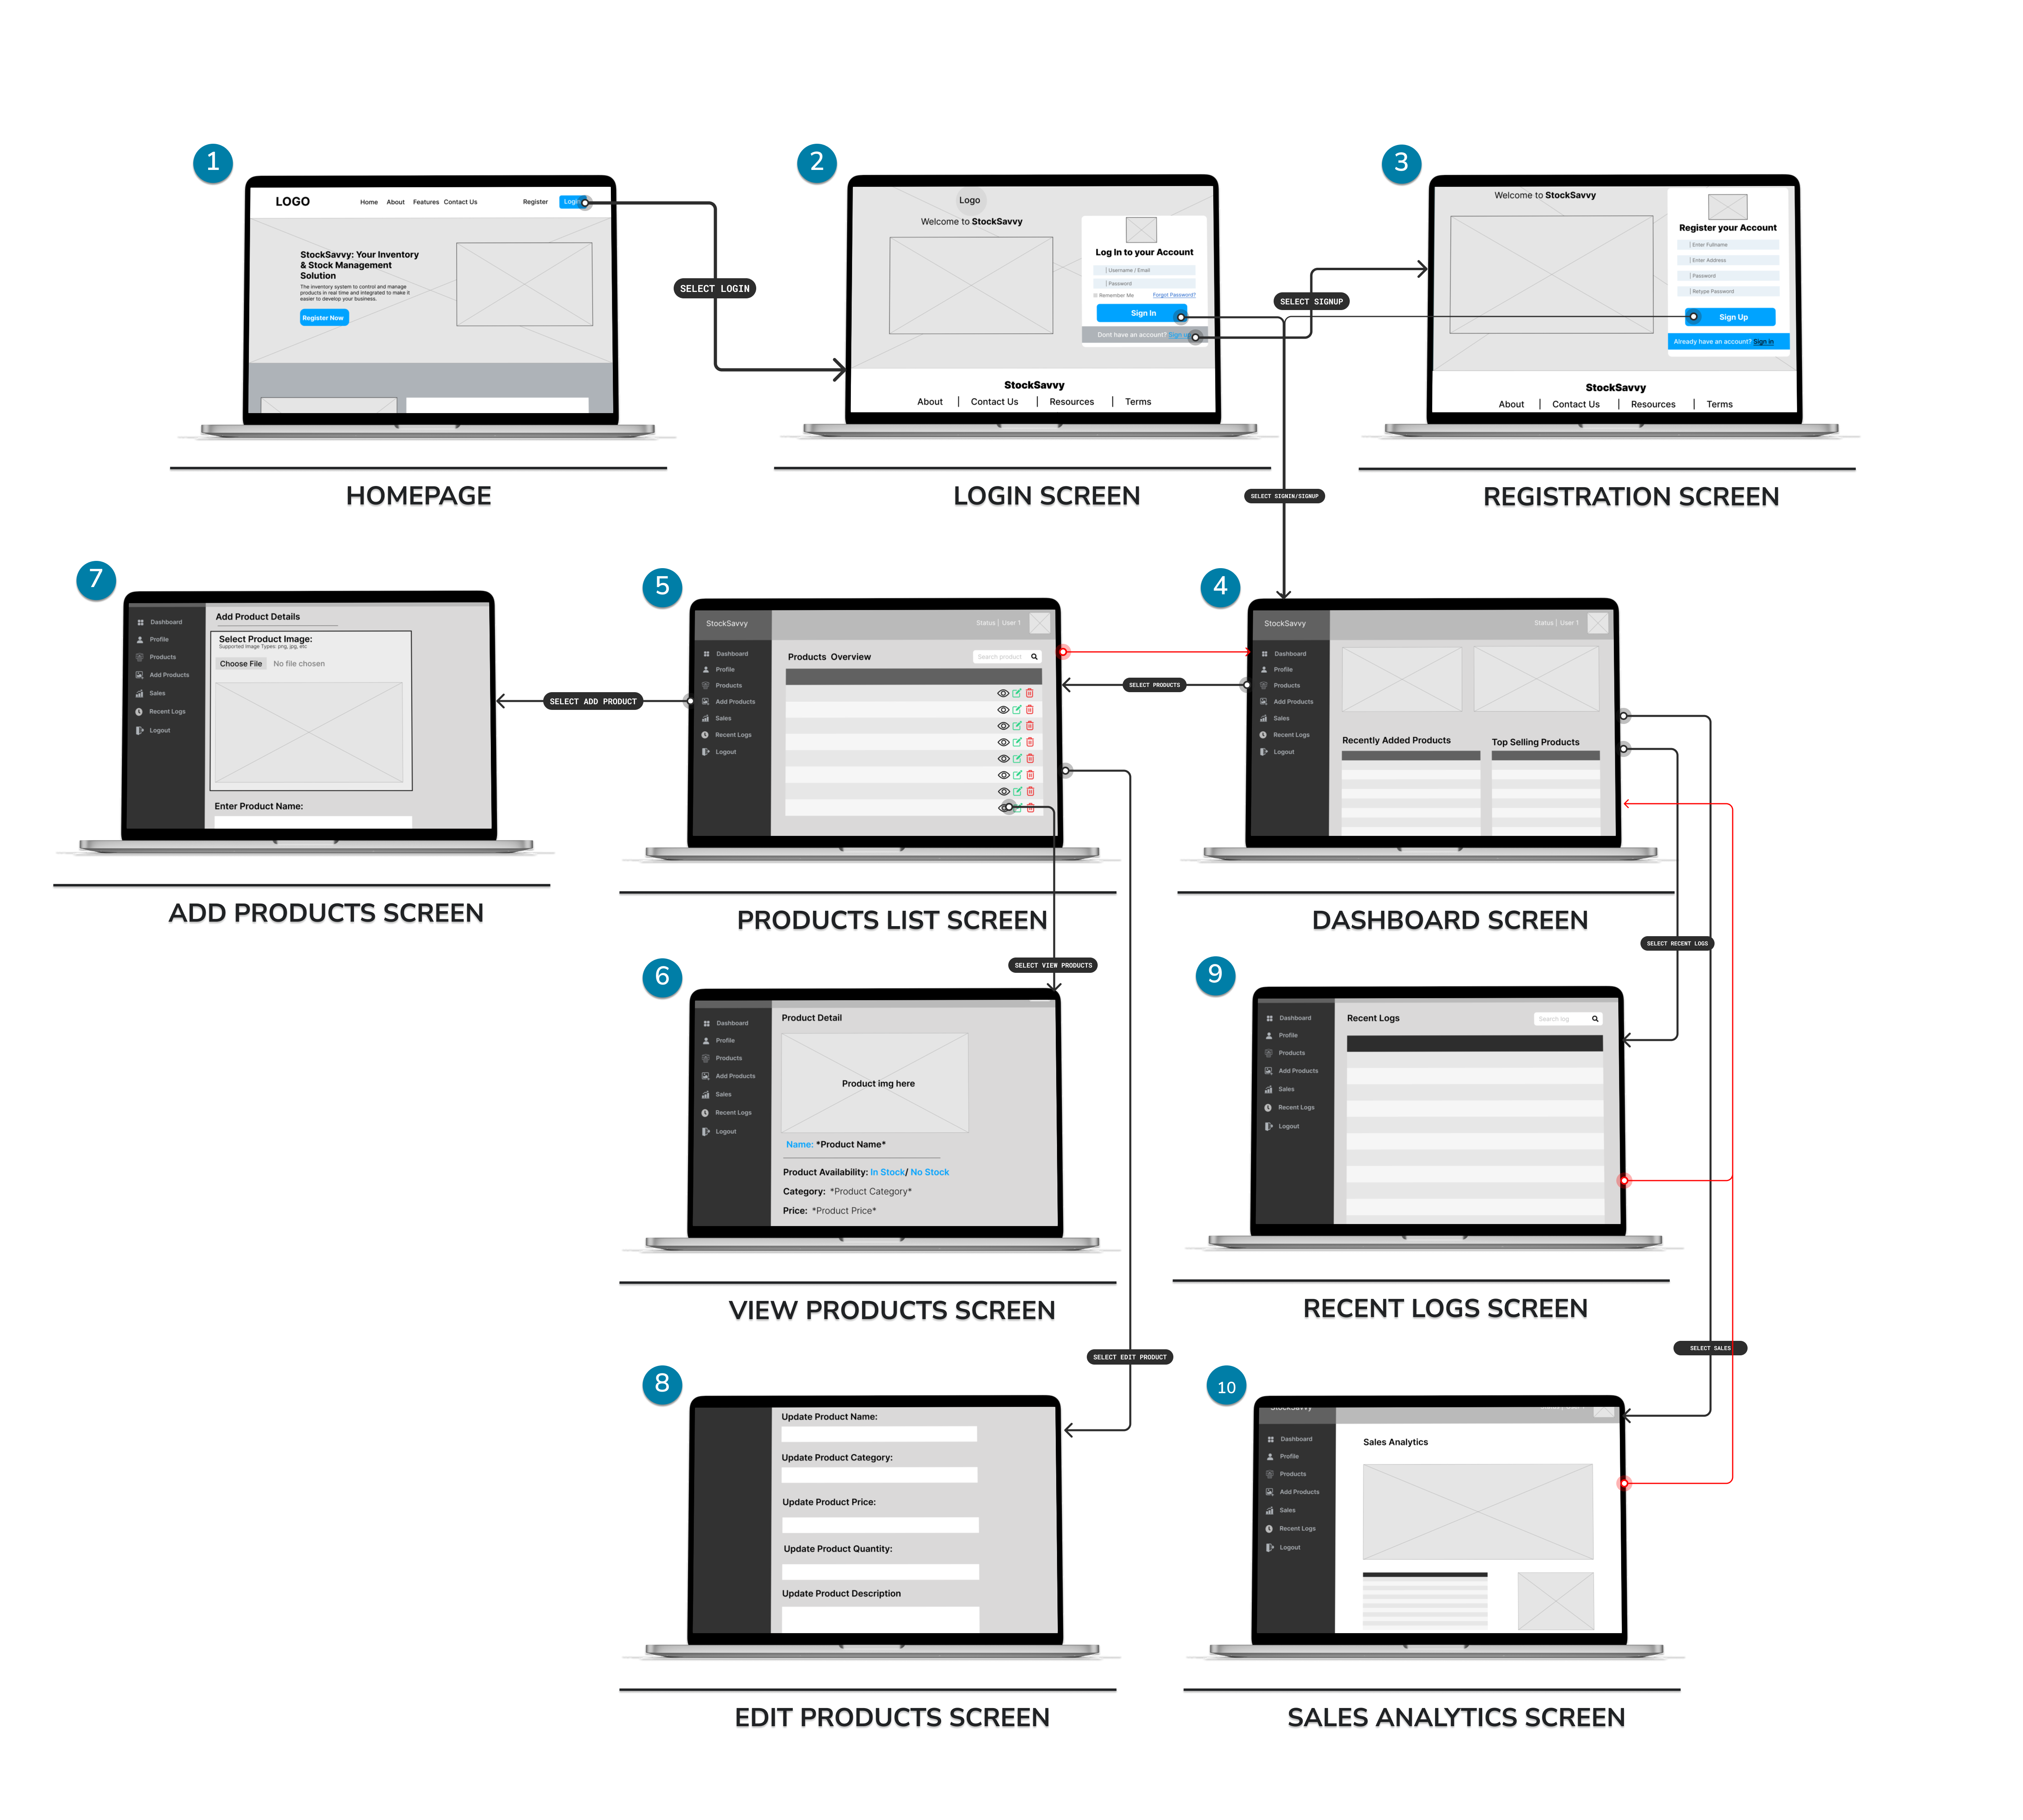 1
LOGO
Home About Features Contact Us Register Login
StockSavvy: Your Inventory
& Stock Management
Solution
The inventory system to control and manage
products in real time and integrated to make it
easier to develop your business.
Register Now
HOMEPAGE
SELECT LOGIN
2
Logo
Welcome to StockSavvy
Log In to your Account
Username / Email
Password
Remember Me Forgot Password?
Sign In
Dont have an account? Sign up
StockSavvy
About | Contact Us | Resources | Terms
LOGIN SCREEN
SELECT SIGNUP
3
Welcome to StockSavvy
Register your Account
Enter Fullname
Enter Address
Password
Retype Password
Sign Up
Already have an account? Sign In
StockSavvy
About | Contact Us | Resources | Terms
REGISTRATION SCREEN
SELECT SIGNIN/SIGNUP
7
Dashboard
Profile
Products
Add Products
Sales
Recent Logs
Logout
Add Product Details
Select Product Image:
Supported Image Types: png, jpg, etc
Choose File No file chosen
Enter Product Name:
ADD PRODUCTS SCREEN
SELECT ADD PRODUCT
5
StockSavvy
Status | User 1
Dashboard
Profile
Products
Add Products
Sales
Recent Logs
Logout
Products Overview
Search product
PRODUCTS LIST SCREEN
SELECT PRODUCTS
4
StockSavvy
Status | User 1
Dashboard
Profile
Products
Add Products
Sales
Recent Logs
Logout
Recently Added Products
Top Selling Products
DASHBOARD SCREEN
SELECT RECENT LOGS
SELECT VIEW PRODUCTS
6
Dashboard
Profile
Products
Add Products
Sales
Recent Logs
Logout
Product Detail
Product img here
Name: *Product Name*
Product Availability: In Stock/ No Stock
Category: *Product Category*
Price: *Product Price*
VIEW PRODUCTS SCREEN
9
Dashboard
Profile
Products
Add Products
Sales
Recent Logs
Logout
Recent Logs
Search log
RECENT LOGS SCREEN
SELECT EDIT PRODUCT
SELECT SALES
8
Update Product Name:
Update Product Category:
Update Product Price:
Update Product Quantity:
Update Product Description
EDIT PRODUCTS SCREEN
10
StockSavvy
Dashboard
Profile
Products
Add Products
Sales
Recent Logs
Logout
Sales Analytics
SALES ANALYTICS SCREEN